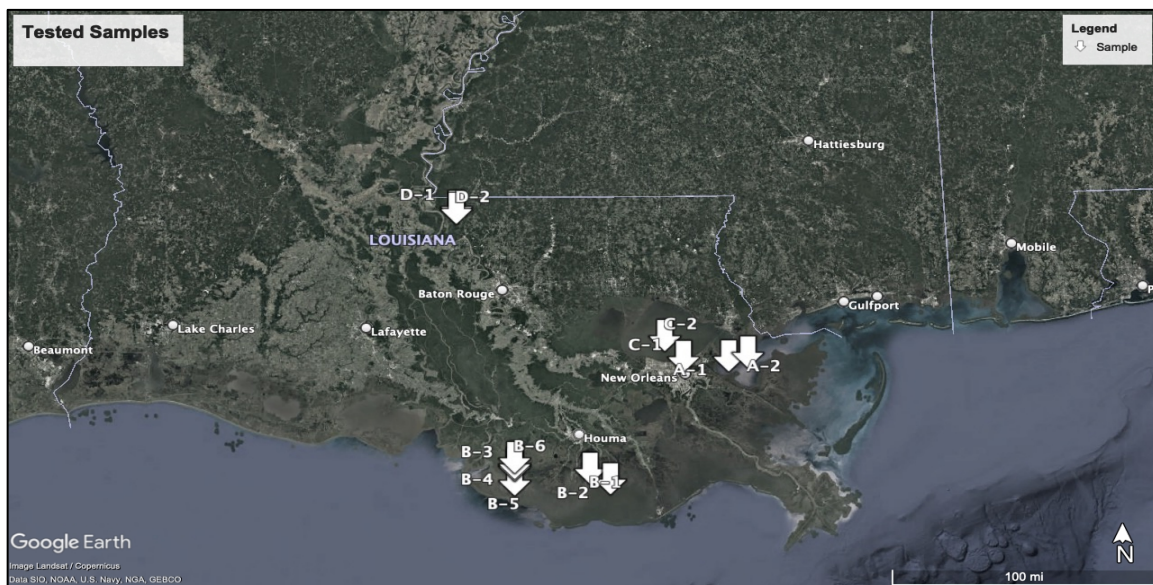 Tested Samples
Legend
Sample
Hattiesburg
D-1
D-2
LOUISIANA
Mobile
Baton Rouge
Gulfport
Lake Charles
Lafayette
C-2
C-1
Beaumont
A-1
A-2
New Orleans
Houma
B-3
B-6
B-4
B-2
B-1
B-5
Google Earth
Image Landsat / Copernicus
Data SIO, NOAA, U.S. Navy, NGA, GEBCO
N
100 mi